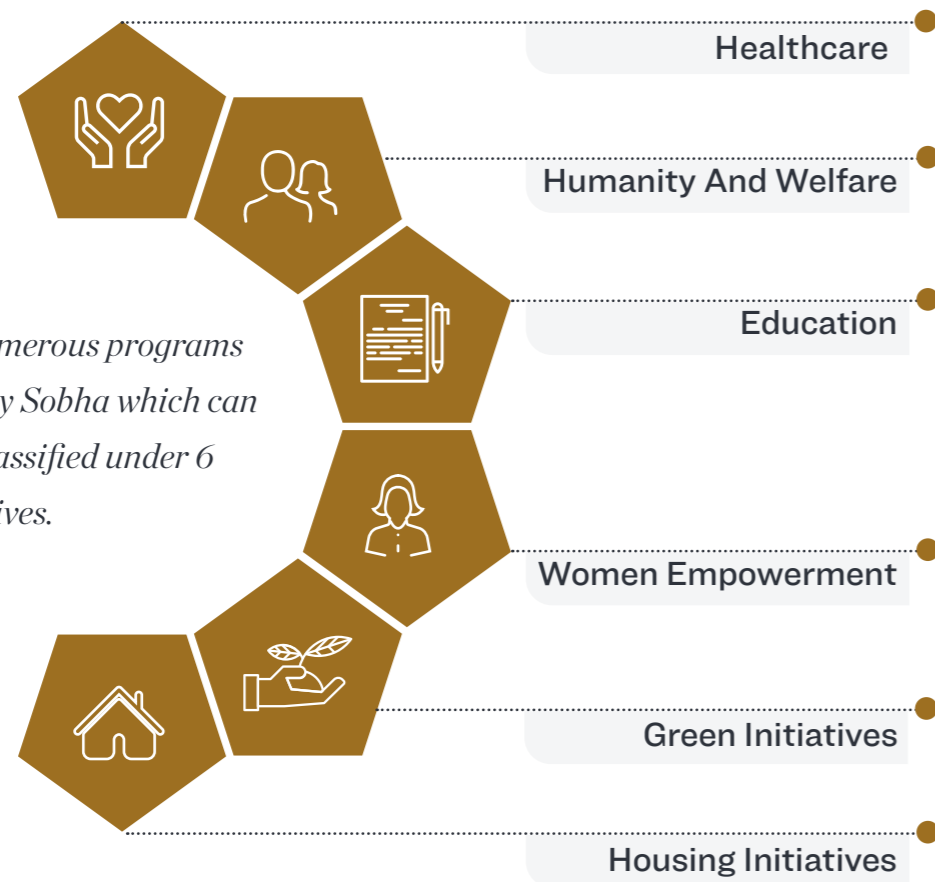 Healthcare
Humanity And Welfare
Education
merous programs
y Sobha which can
assified under 6
ives.
Women Empowerment
Green Initiatives
Housing Initiatives